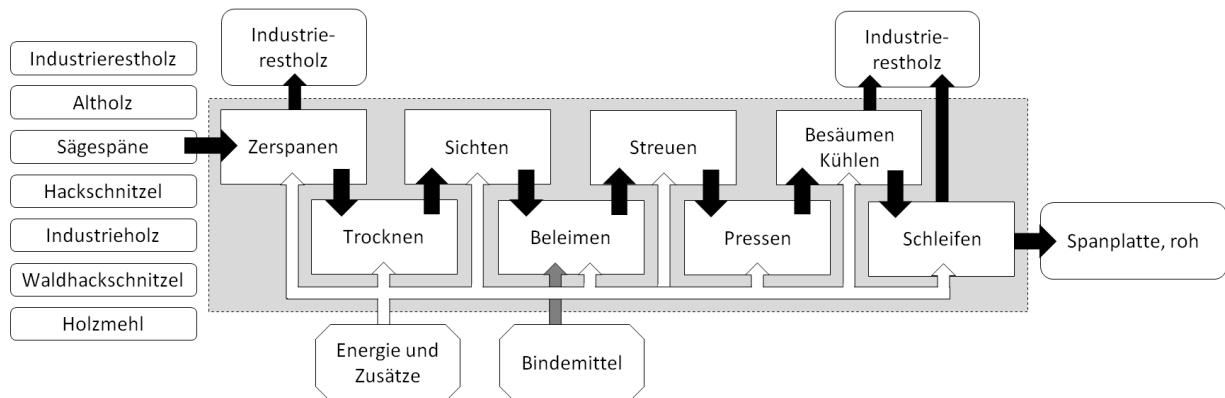 Industrierestholz
Altholz
Sägespäne
Hackschnitzel
Industrieholz
Waldhackschnitzel
Holzmehl
Industrie-
restholz
Industrie-
restholz
Zerspanen
Sichten
Streuen
Besäumen
Kühlen
Trocknen
Beleimen
Pressen
Schleifen
Spanplatte, roh
Energie und
Zusätze
Bindemittel